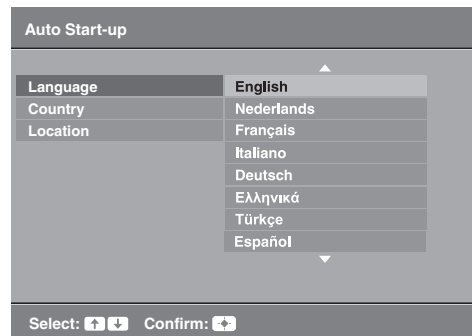 Auto Start-up
Language
Country
Location
English
Nederlands
Français
Italiano
Deutsch
Ελληνικά
Türkçe
Español
Select: Confirm: